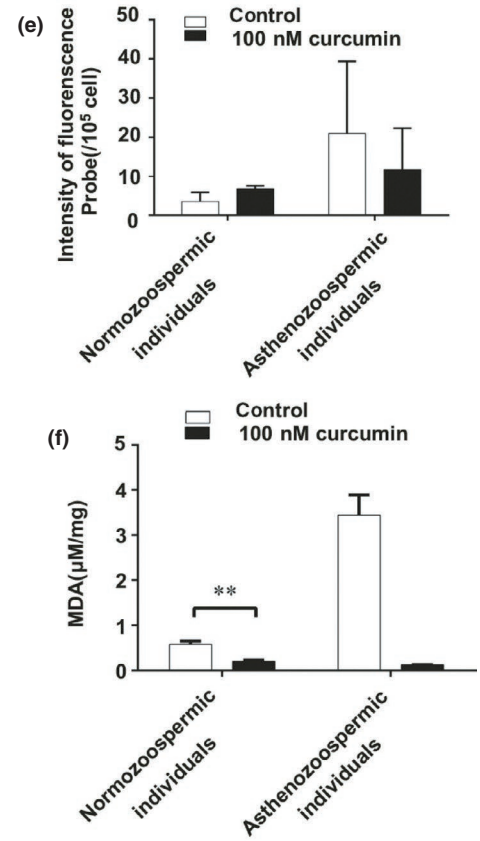 (e)
Control
100 nM curcumin
Intensity of fluorenscence
Probe(/10⁵ cell)
50
40
30
20
10
0
Normozoospermic
individuals
Asthenozoospermic
individuals
(f)
Control
100 nM curcumin
MDA(μM/mg)
5
4
3
2
1
0
**
Normozoospermic
individuals
Asthenozoospermic
individuals